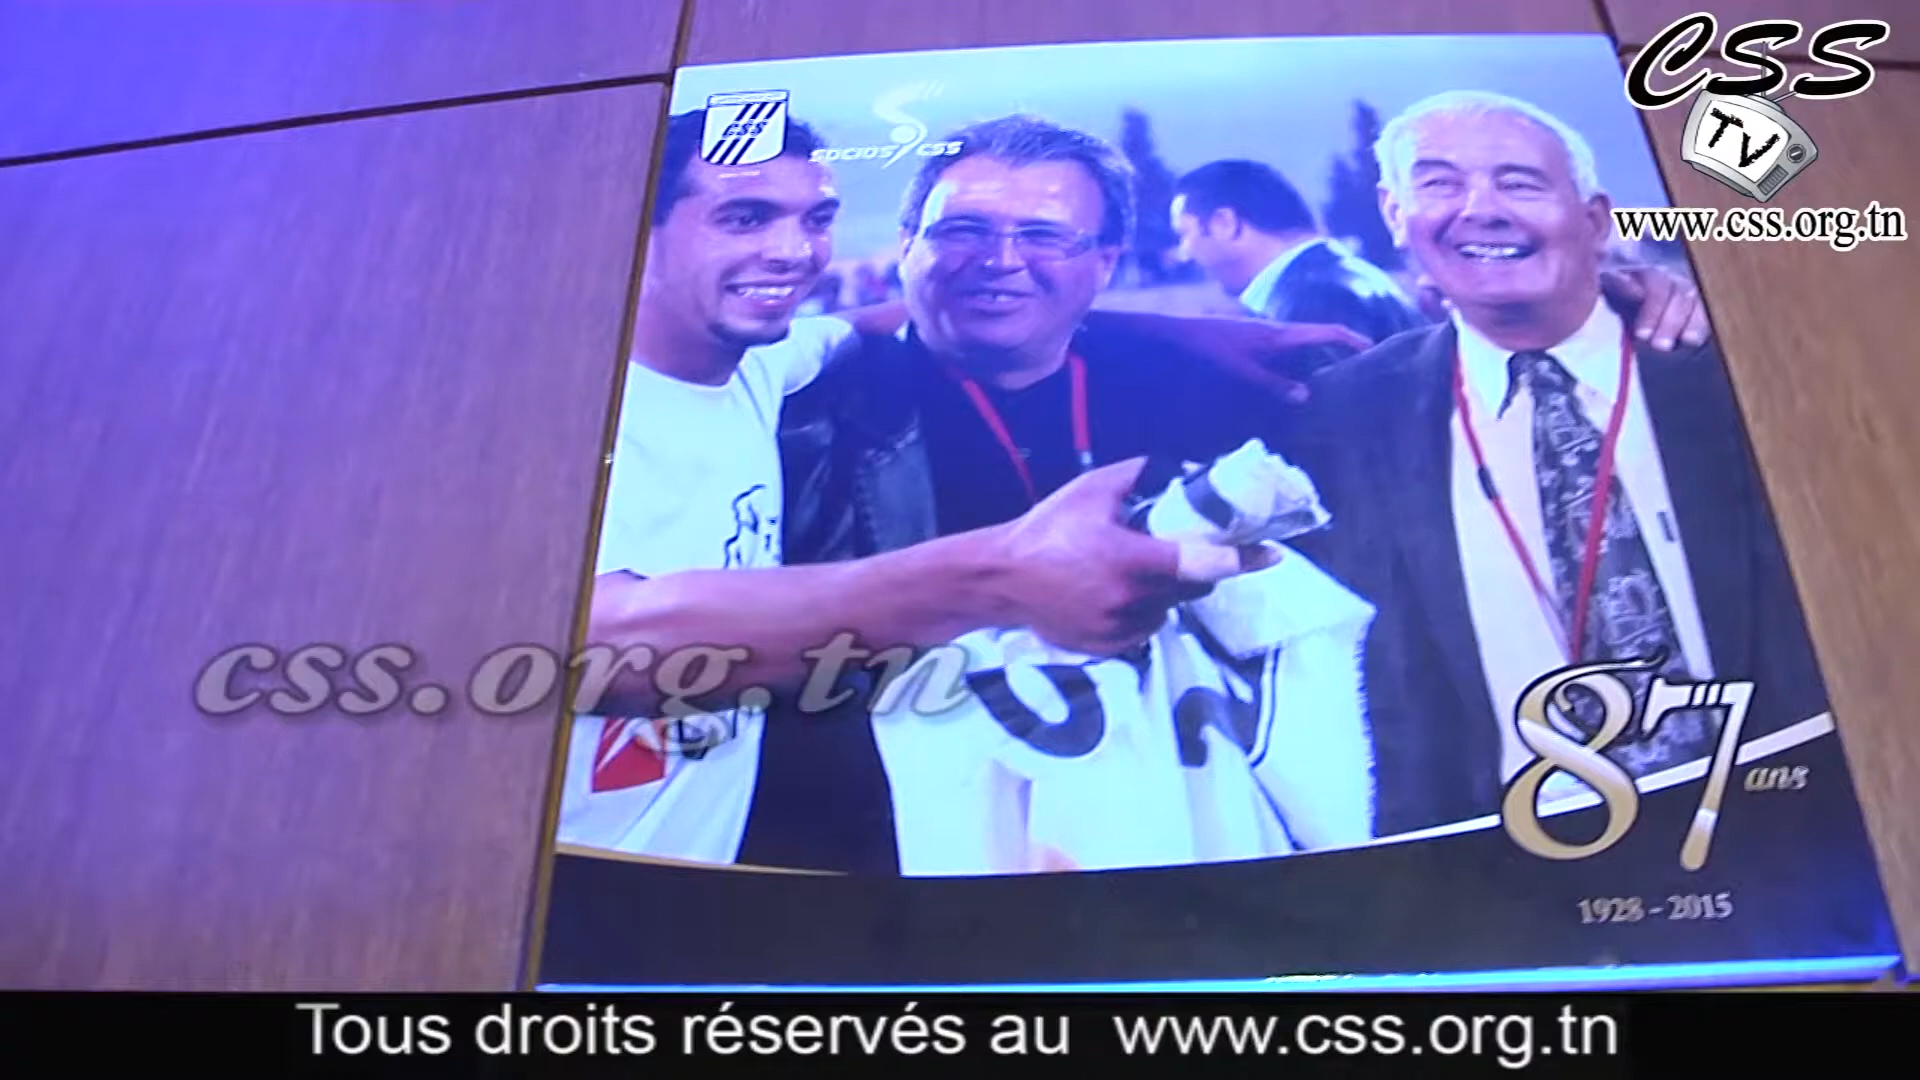 CSS
TV
www.css.org.tn
CSS
SOCIOS CSS
css.org.tn
87
ans
1928 - 2015
Tous droits réservés au www.css.org.tn